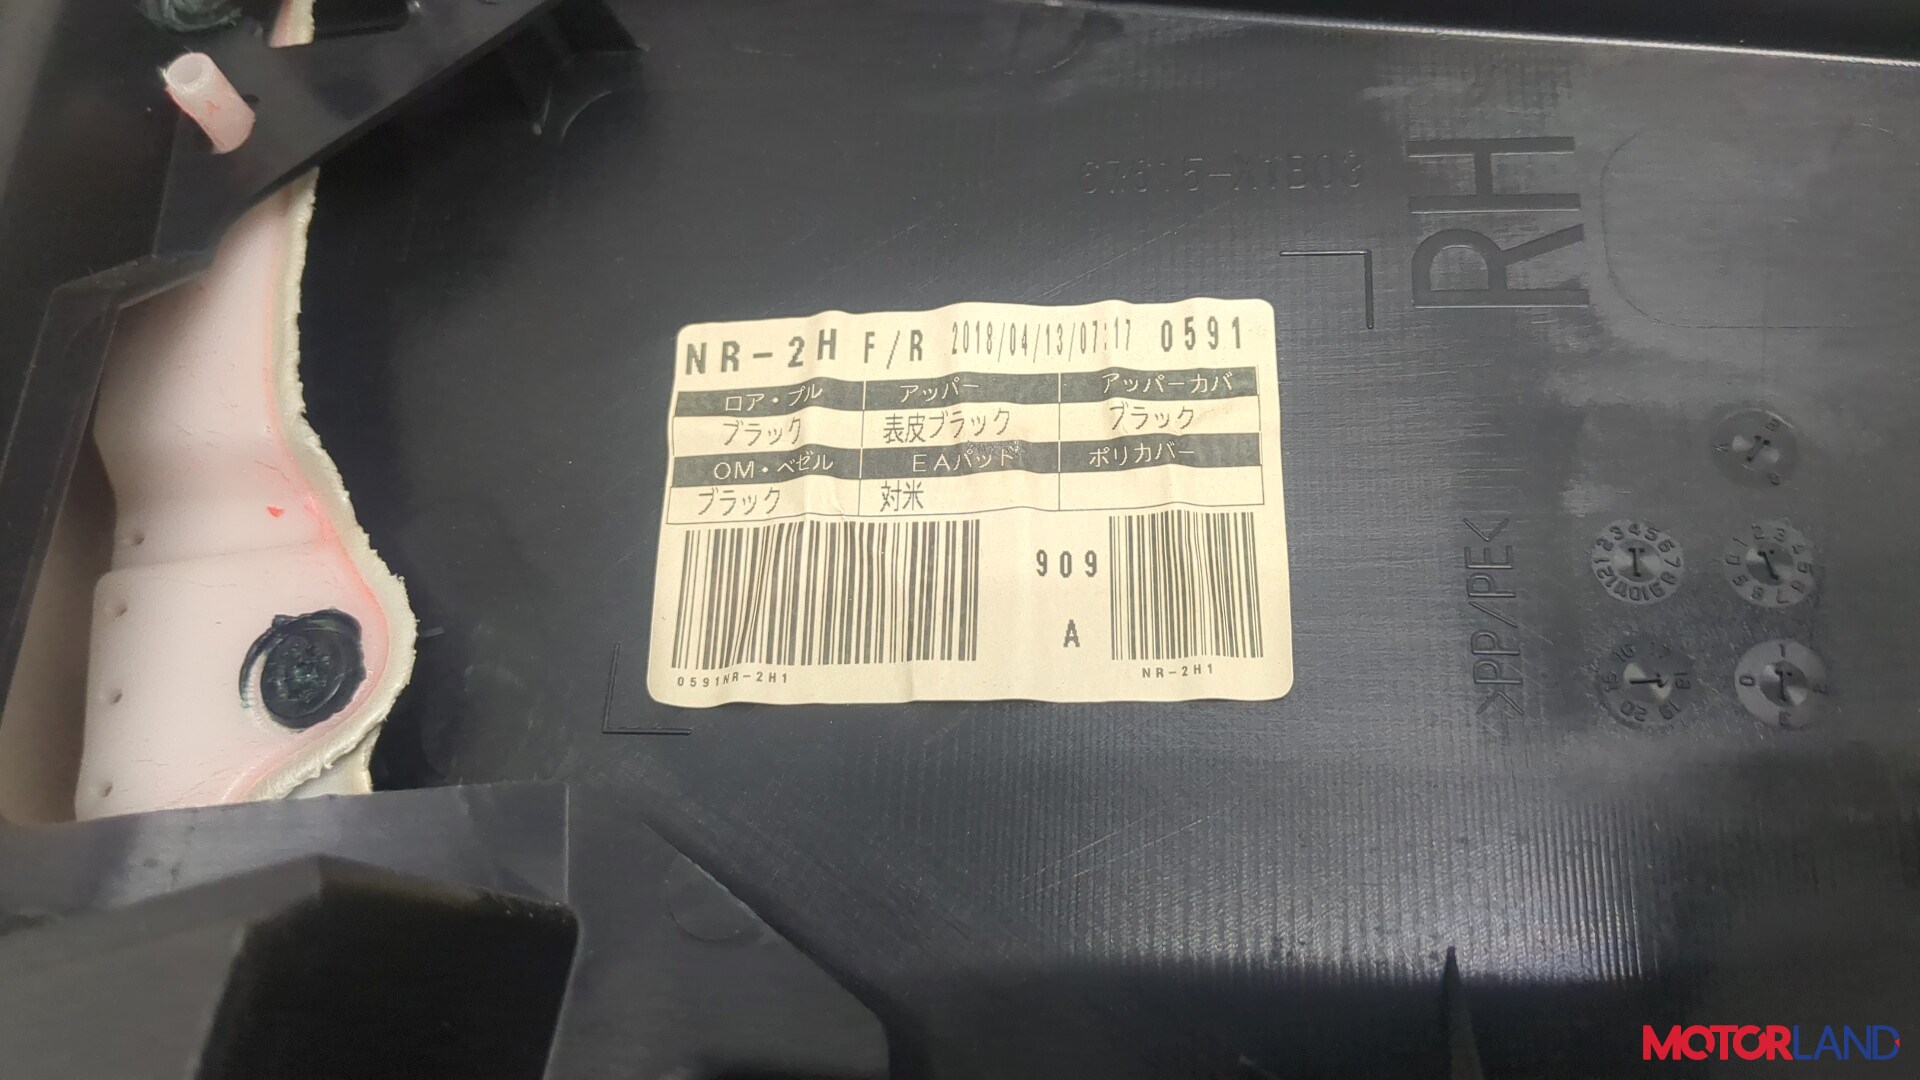 67615-X1B03
RH
NR-2H F/R 2018/04/13/07:17 0591
ロア・プル アッパー アッパーカバ
ブラック 表皮ブラック ブラック
OM・ベゼル EAパッド ポリカバー
ブラック 対米
909
A
0591NR-2H1 NR-2H1
>PP/PE<
MOTORLAND